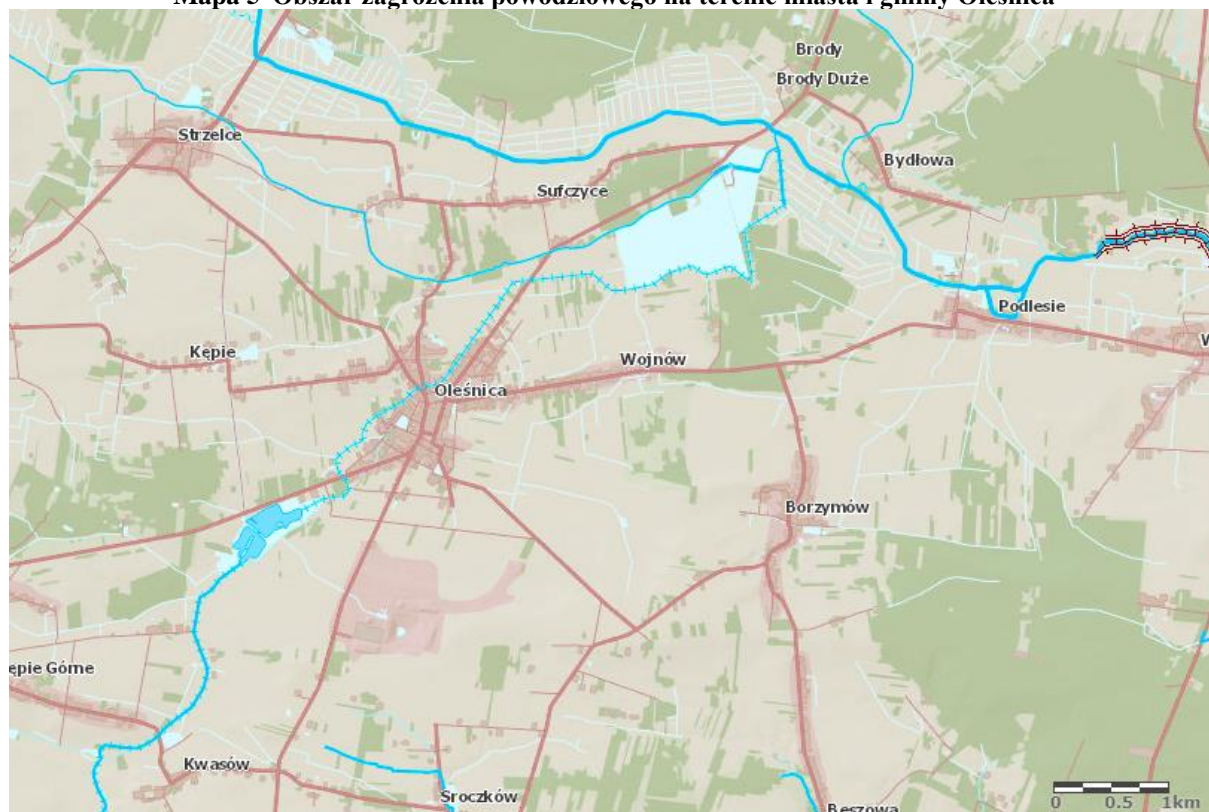 Mapa 5 Obszar zagrożenia powodziowego na terenie miasta i gminy Oleśnica
Brody
Brody Duże
Strzelce
Bydłowa
Sufczyce
Podlesie
W
Kępie
Wojnów
Oleśnica
Borzymów
ępie Górne
Kwasów
Sroczków
Beszowa
0 0.5 1km